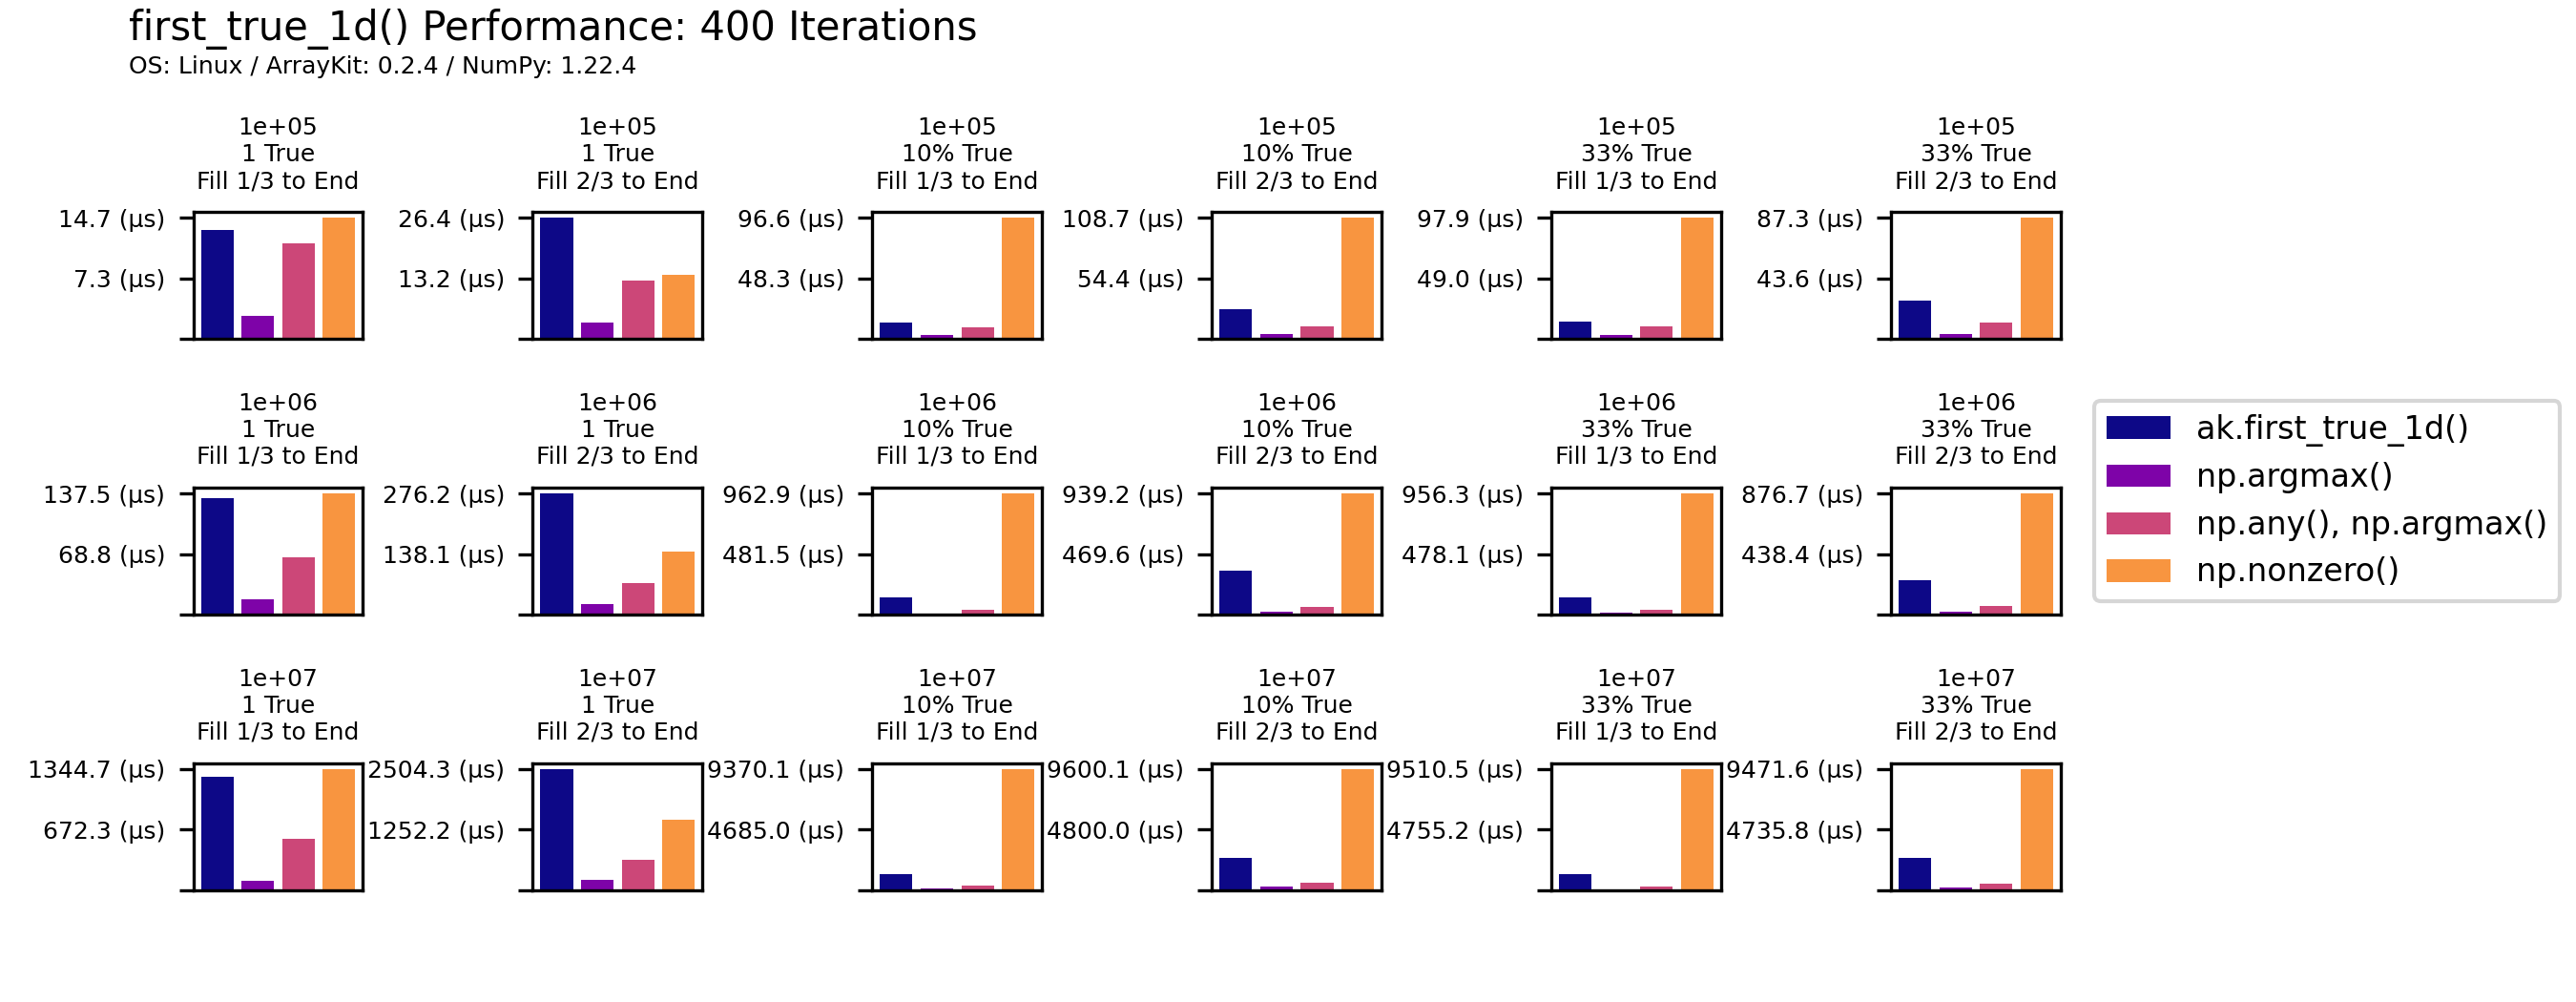 first_true_1d() Performance: 400 Iterations
OS: Linux / ArrayKit: 0.2.4 / NumPy: 1.22.4
1e+05
1 True
Fill 1/3 to End
14.7 (µs)
7.3 (µs)
1e+05
1 True
Fill 2/3 to End
26.4 (µs)
13.2 (µs)
1e+05
10% True
Fill 1/3 to End
96.6 (µs)
48.3 (µs)
1e+05
10% True
Fill 2/3 to End
108.7 (µs)
54.4 (µs)
1e+05
33% True
Fill 1/3 to End
97.9 (µs)
49.0 (µs)
1e+05
33% True
Fill 2/3 to End
87.3 (µs)
43.6 (µs)
1e+06
1 True
Fill 1/3 to End
137.5 (µs)
68.8 (µs)
1e+06
1 True
Fill 2/3 to End
276.2 (µs)
138.1 (µs)
1e+06
10% True
Fill 1/3 to End
962.9 (µs)
481.5 (µs)
1e+06
10% True
Fill 2/3 to End
939.2 (µs)
469.6 (µs)
1e+06
33% True
Fill 1/3 to End
956.3 (µs)
478.1 (µs)
1e+06
33% True
Fill 2/3 to End
876.7 (µs)
438.4 (µs)
ak.first_true_1d()
np.argmax()
np.any(), np.argmax()
np.nonzero()
1e+07
1 True
Fill 1/3 to End
1344.7 (µs)
672.3 (µs)
1e+07
1 True
Fill 2/3 to End
2504.3 (µs)
1252.2 (µs)
1e+07
10% True
Fill 1/3 to End
9370.1 (µs)
4685.0 (µs)
1e+07
10% True
Fill 2/3 to End
9600.1 (µs)
4800.0 (µs)
1e+07
33% True
Fill 1/3 to End
9510.5 (µs)
4755.2 (µs)
1e+07
33% True
Fill 2/3 to End
9471.6 (µs)
4735.8 (µs)